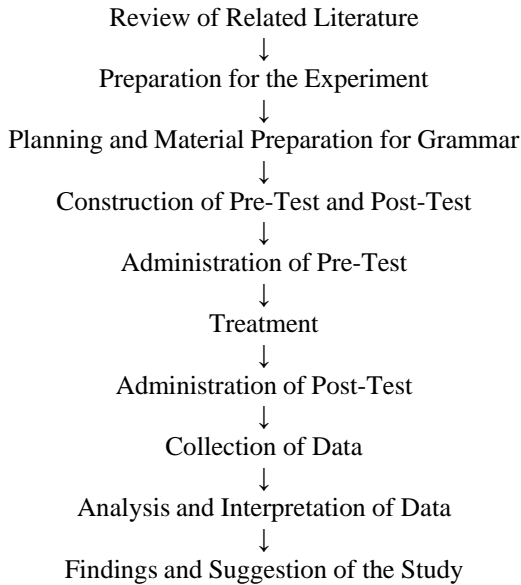 Review of Related Literature
↓
Preparation for the Experiment
↓
Planning and Material Preparation for Grammar
↓
Construction of Pre-Test and Post-Test
↓
Administration of Pre-Test
↓
Treatment
↓
Administration of Post-Test
↓
Collection of Data
↓
Analysis and Interpretation of Data
↓
Findings and Suggestion of the Study